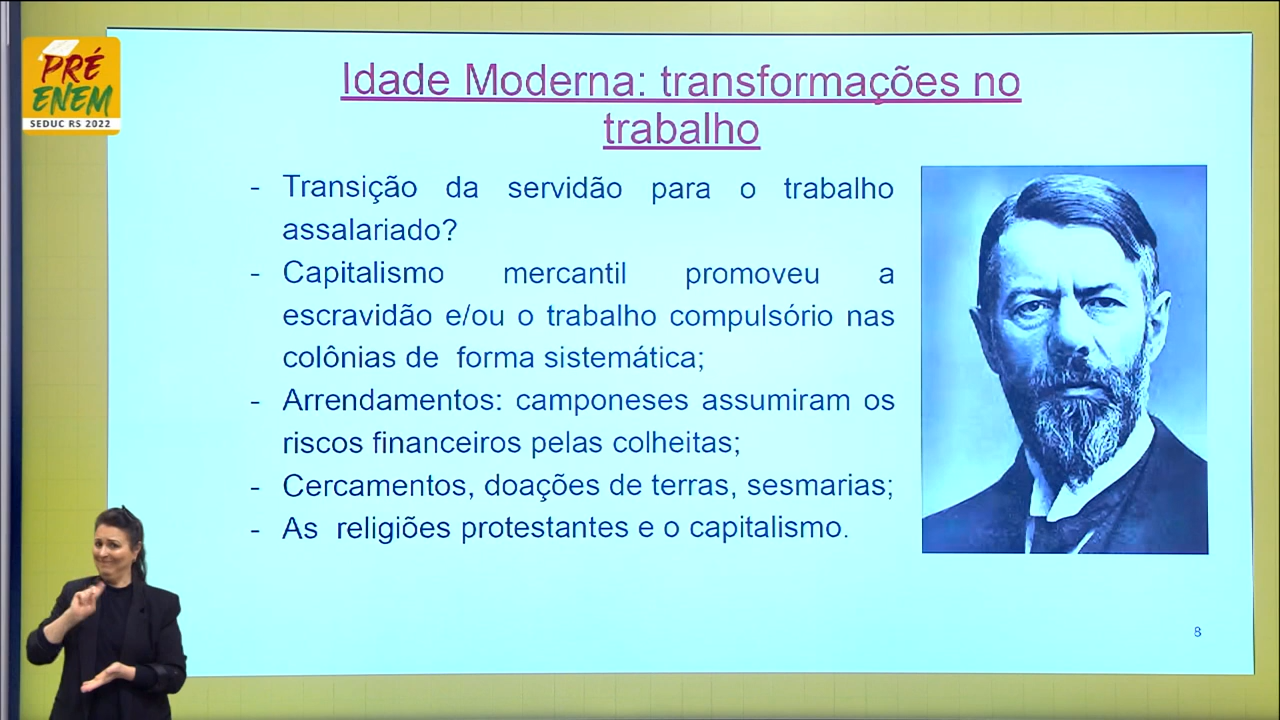 PRÉ
ENEM
SEDUC RS 2022
Idade Moderna: transformações no
trabalho
- Transição da servidão para o trabalho
assalariado?
- Capitalismo mercantil promoveu a
escravidão e/ou o trabalho compulsório nas
colônias de forma sistemática;
- Arrendamentos: camponeses assumiram os
riscos financeiros pelas colheitas;
- Cercamentos, doações de terras, sesmarias;
- As religiões protestantes e o capitalismo.
8